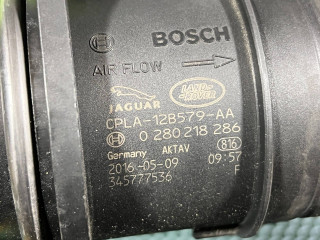 BOSCH
AIR FLOW
JAGUAR LAND ROVER
CPLA-12B579-AA
0 280 218 286
Germany AKTAV 816
2016-05-09 09:57
345777536 F